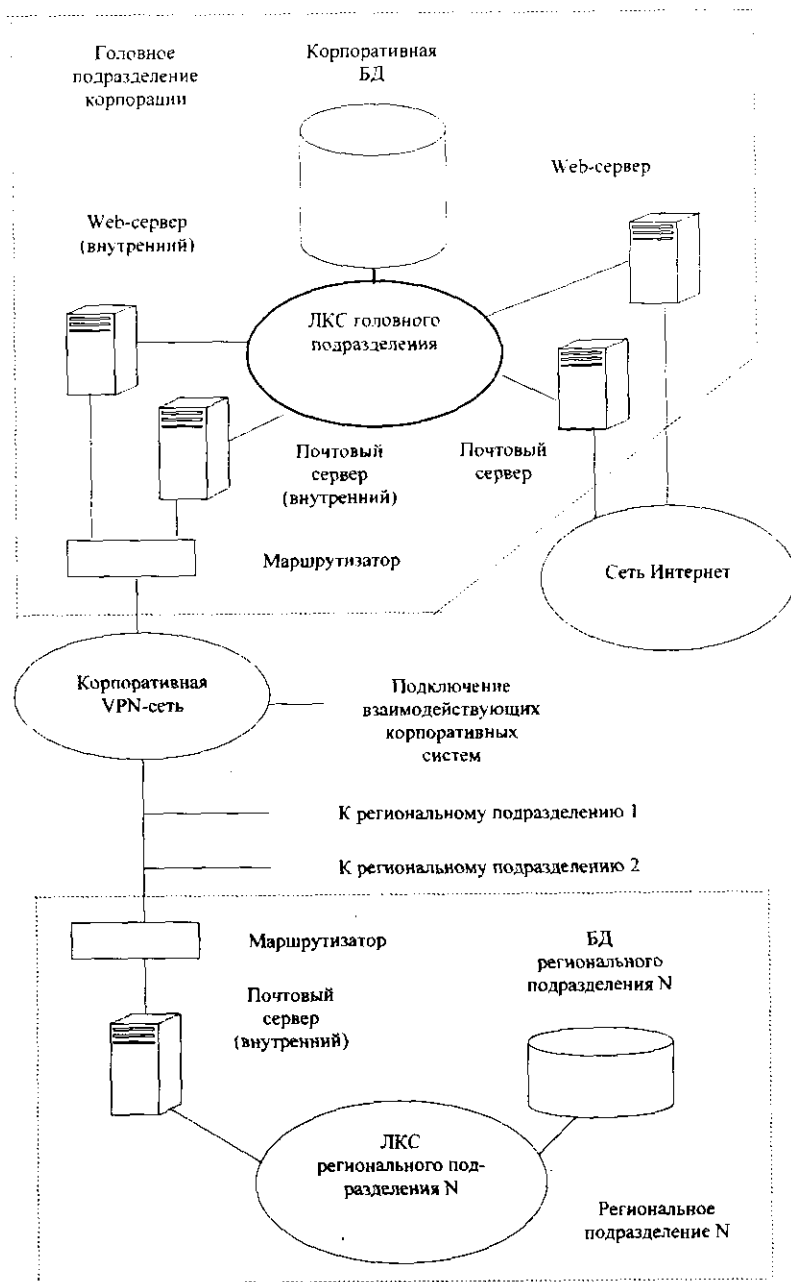 Головное
подразделение
корпорации
Корпоративная
БД
Web-сервер
Web-сервер
(внутренний)
ЛКС головного
подразделения
Почтовый
сервер
(внутренний)
Почтовый
сервер
Маршрутизатор
Сеть Интернет
Корпоративная
VPN-сеть
Подключение
взаимодействующих
корпоративных
систем
К региональному подразделению 1
К региональному подразделению 2
Маршрутизатор
БД
регионального
подразделения N
Почтовый
сервер
(внутренний)
ЛКС
регионального под-
разделения N
Региональное
подразделение N